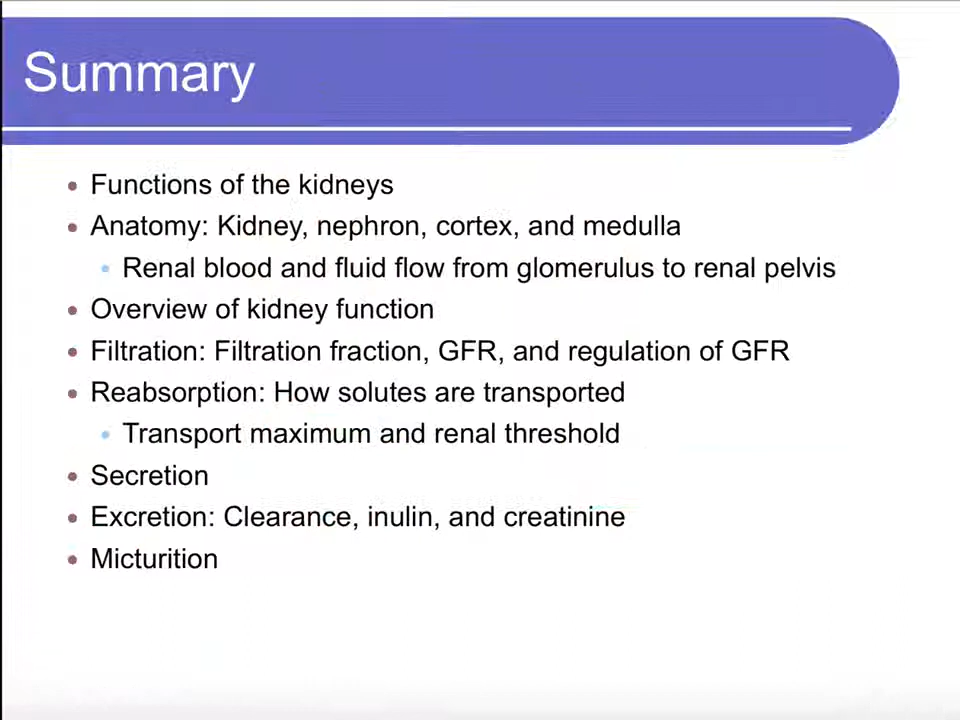 Summary
Functions of the kidneys
Anatomy: Kidney, nephron, cortex, and medulla
Renal blood and fluid flow from glomerulus to renal pelvis
Overview of kidney function
Filtration: Filtration fraction, GFR, and regulation of GFR
Reabsorption: How solutes are transported
Transport maximum and renal threshold
Secretion
Excretion: Clearance, inulin, and creatinine
Micturition